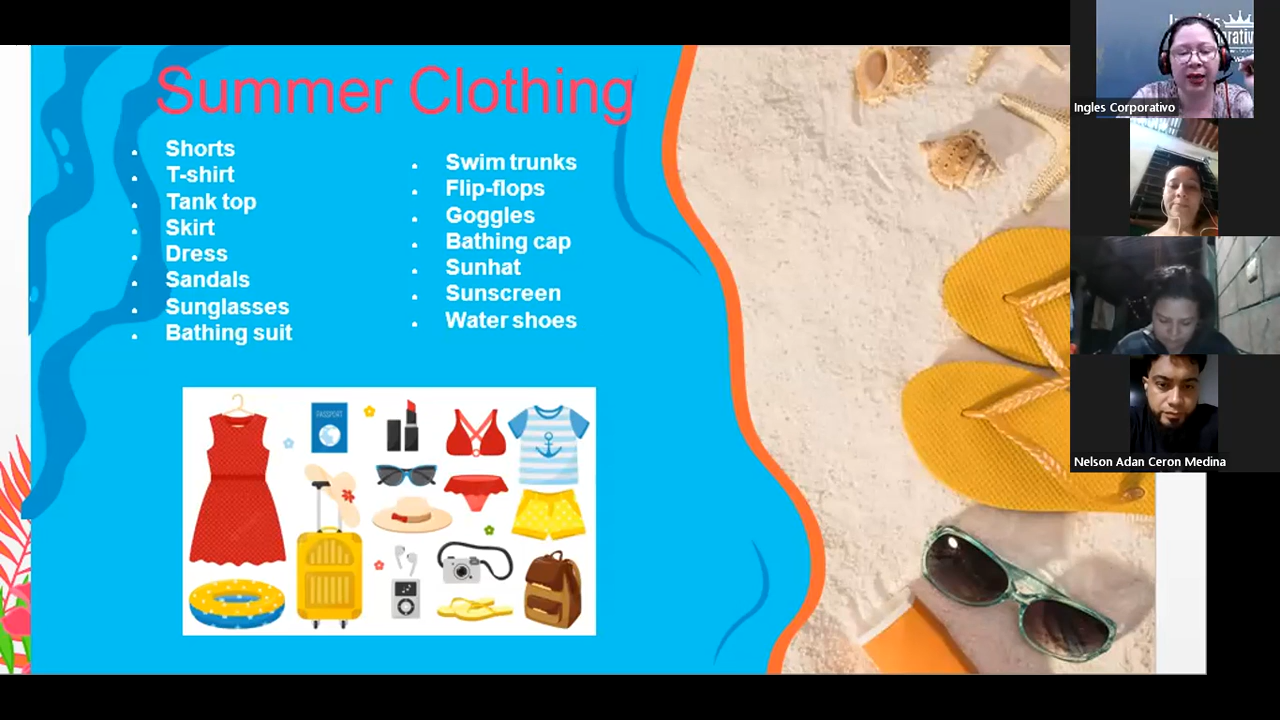 Summer Clothing
Shorts
T-shirt
Tank top
Skirt
Dress
Sandals
Sunglasses
Bathing suit
Swim trunks
Flip-flops
Goggles
Bathing cap
Sunhat
Sunscreen
Water shoes
PASSPORT
Ingles Corporativo
Nelson Adan Ceron Medina